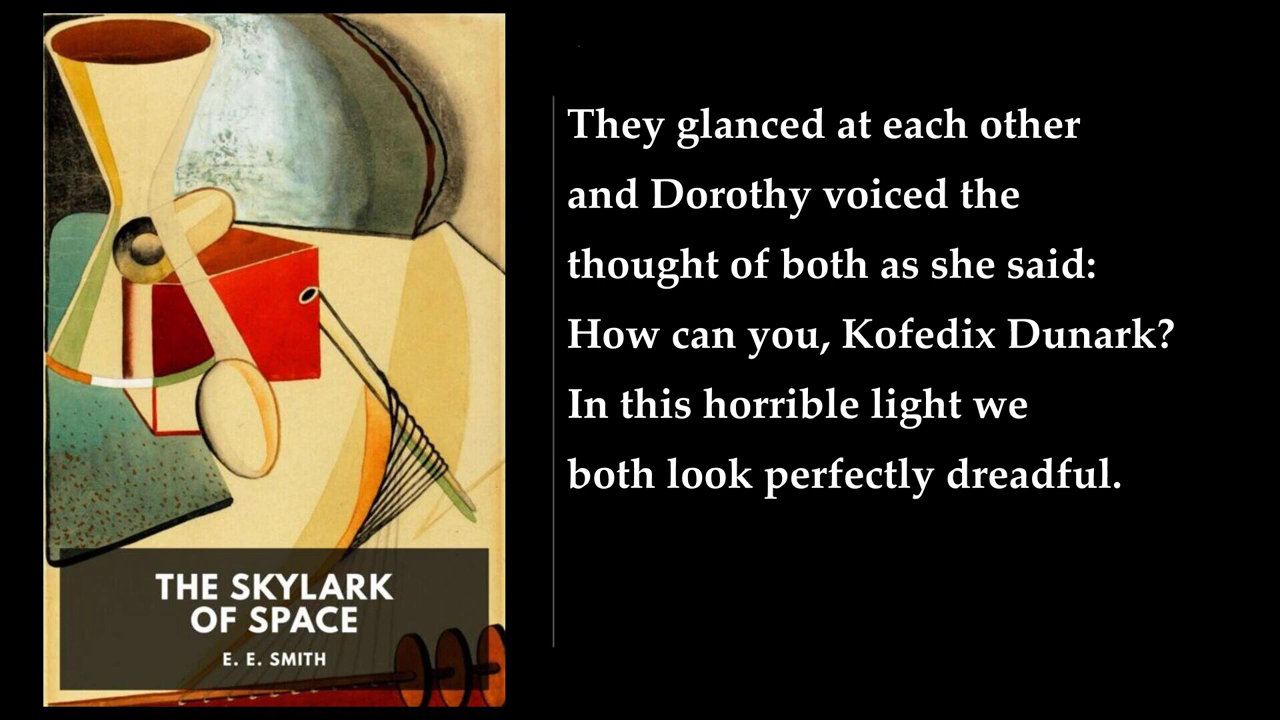 THE SKYLARK
OF SPACE
E. E. SMITH
They glanced at each other
and Dorothy voiced the
thought of both as she said:
How can you, Kofedix Dunark?
In this horrible light we
both look perfectly dreadful.